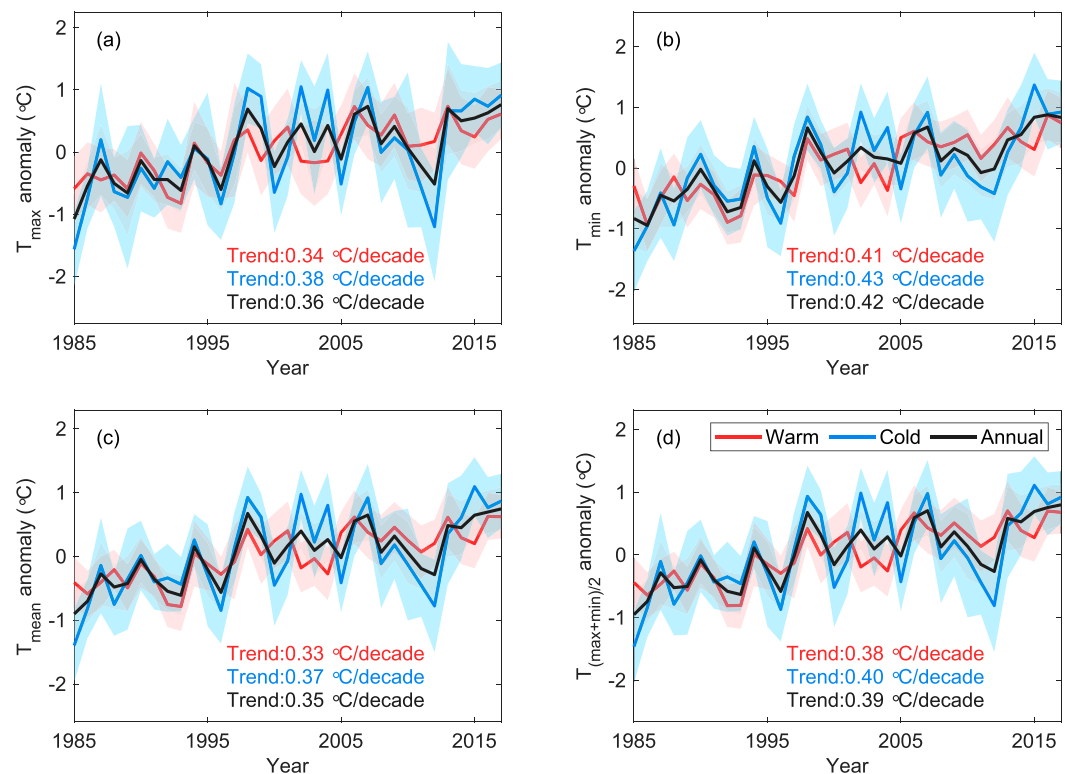 (a)
T_max anomaly (°C)
2
1
0
-1
-2
Trend:0.34 °C/decade
Trend:0.38 °C/decade
Trend:0.36 °C/decade
1985 1995 2005 2015
Year
(b)
T_min anomaly (°C)
2
1
0
-1
-2
Trend:0.41 °C/decade
Trend:0.43 °C/decade
Trend:0.42 °C/decade
1985 1995 2005 2015
Year
(c)
T_mean anomaly (°C)
2
1
0
-1
-2
Trend:0.33 °C/decade
Trend:0.37 °C/decade
Trend:0.35 °C/decade
1985 1995 2005 2015
Year
(d)
Warm Cold Annual
T_(max+min)/2 anomaly (°C)
2
1
0
-1
-2
Trend:0.38 °C/decade
Trend:0.40 °C/decade
Trend:0.39 °C/decade
1985 1995 2005 2015
Year